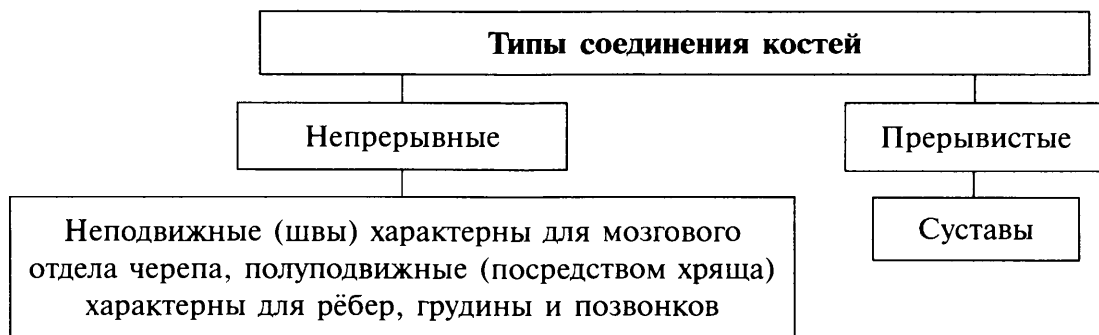 Типы соединения костей
Непрерывные
Прерывистые
Неподвижные (швы) характерны для мозгового
отдела черепа, полуподвижные (посредством хряща)
характерны для рёбер, грудины и позвонков
Суставы